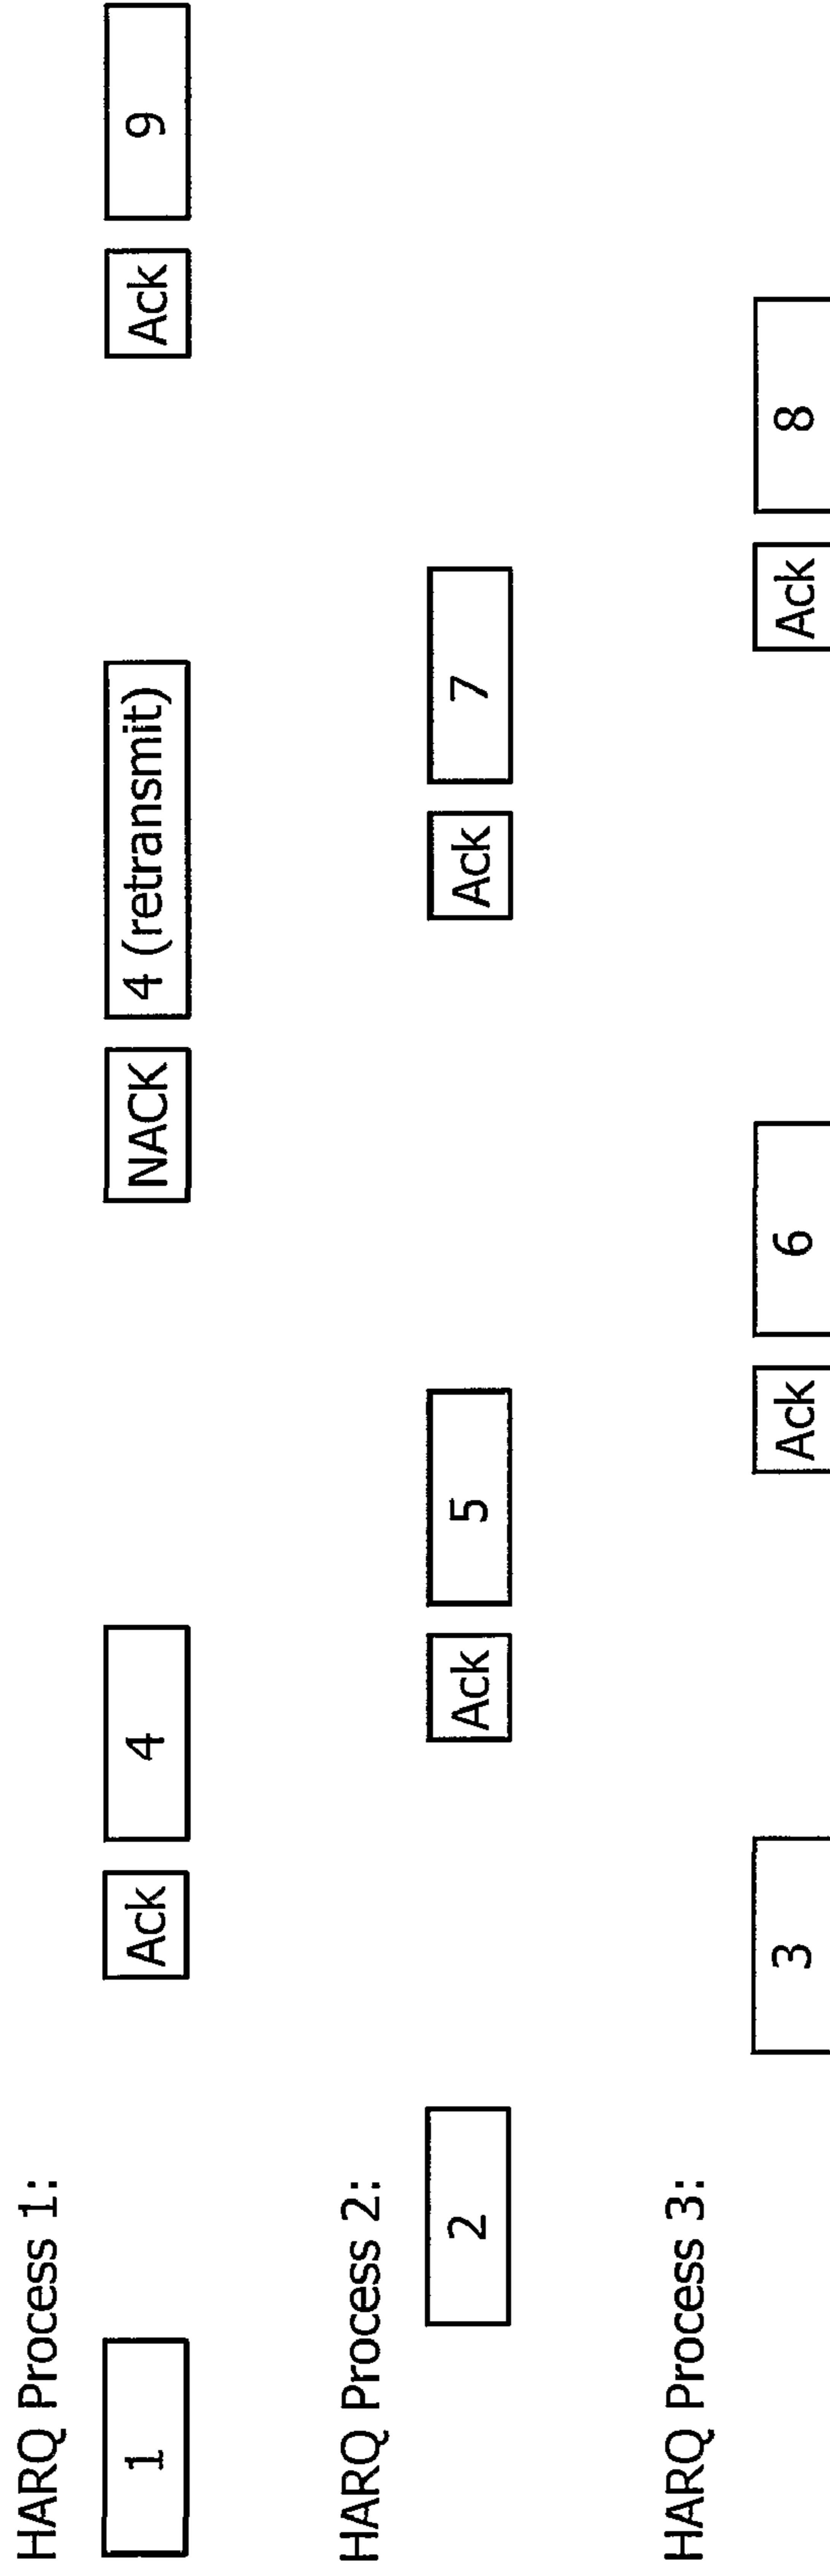 HARQ Process 1:
1 Ack 4 NACK 4 (retransmit) Ack 9
HARQ Process 2:
2 Ack 5 Ack 7
HARQ Process 3:
3 Ack 6 Ack 8